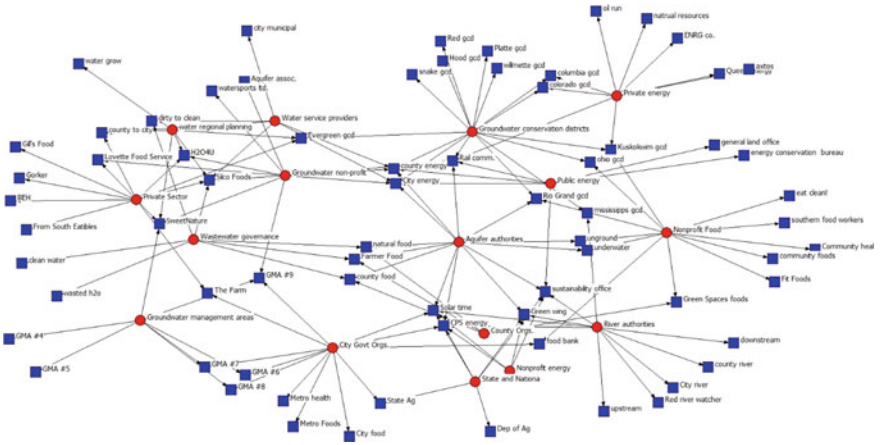 oil run
natrual resources
city municipal
Red gcd
ENRG co.
Platte gcd
Hood gcd
water grow
willmette gcd
snake gcd
columbia gcd
axtos
Aquifer assoc.
colorado gcd
Private energy
watersports ltd.
dirty to clean
Water service providers
county to city
water regional planning
Evergreen gcd
Groundwater conservation districts
Gil's Food
H2O4U
Kuskokwim gcd
general land office
Lovette Food Service
Rail comm.
ohio gcd
energy conservation bureau
county energy
Gorker
Silco Foods
Groundwater non-profit
City energy
Public energy
BEH
Private Sector
Rio Grand gcd
eat clean!
mississipps gcd
SweetNature
southern food workers
From South Eatibles
Nonprofit Food
Wastewater governance
natural food
Aquifer authorities
unground
underwater
Community heal
clean water
Farmer Food
community foods
county food
GMA #9
Fit Foods
wasted h2o
The Farm
sustainability office
Green Spaces foods
Solar time
Green wing
Groundwater management areas
CPS energy
River authorities
County Orgs.
GMA #4
City Govt Orgs
food bank
downstream
GMA #7
county river
GMA #5
GMA #6
Nonprofit energy
GMA #8
State and Nationa
City river
Metro health
State Ag
Red river watcher
upstream
Metro Foods
City food
Dep of Ag